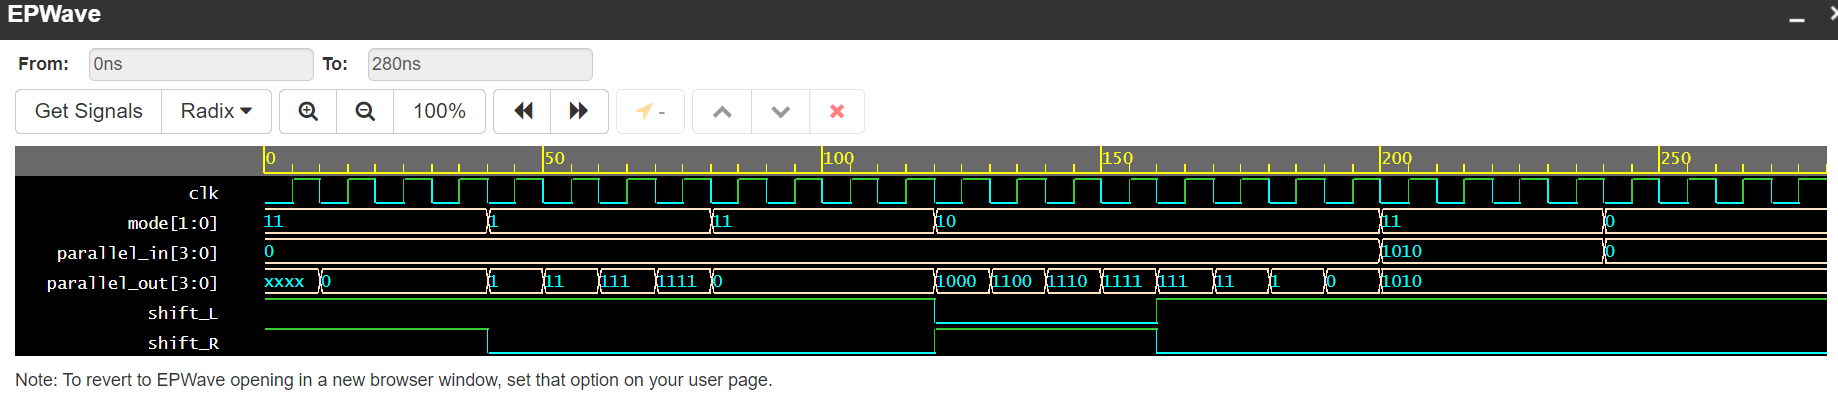 EPWave
From: 0ns To: 280ns
Get Signals Radix 100% -
0 50 100 150 200 250
clk
mode[1:0] 11 1 11 10 11 0
parallel_in[3:0] 0 1010 0
parallel_out[3:0] xxxx 0 1 11 111 1111 0 1000 1100 1110 1111 111 11 1 0 1010
shift_L
shift_R
Note: To revert to EPWave opening in a new browser window, set that option on your user page.